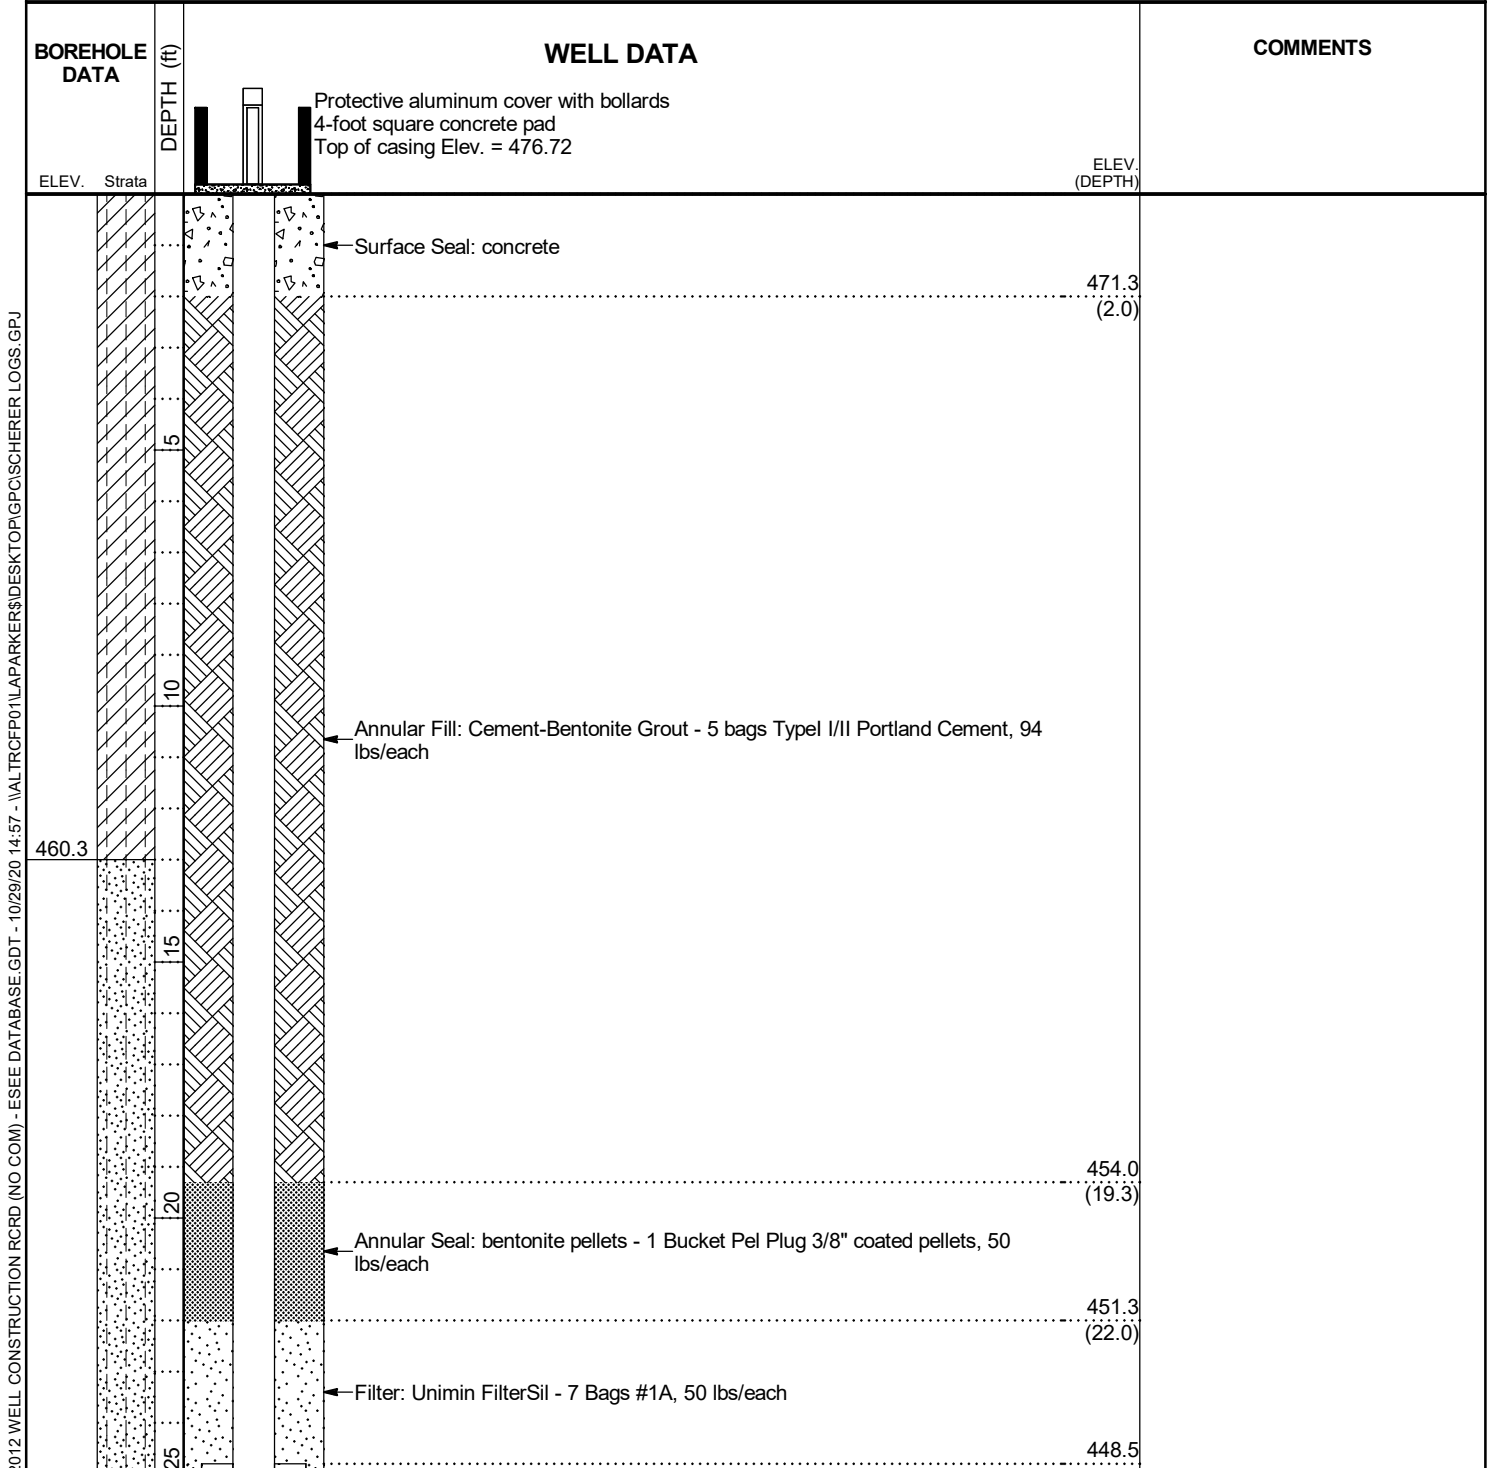 BOREHOLE
DATA
DEPTH (ft)
WELL DATA
COMMENTS
Protective aluminum cover with bollards
4-foot square concrete pad
Top of casing Elev. = 476.72
ELEV.
(DEPTH)
ELEV. Strata
Surface Seal: concrete
471.3
(2.0)
5
10
Annular Fill: Cement-Bentonite Grout - 5 bags TypeI I/II Portland Cement, 94
lbs/each
460.3
15
454.0
(19.3)
20
Annular Seal: bentonite pellets - 1 Bucket Pel Plug 3/8" coated pellets, 50
lbs/each
451.3
(22.0)
Filter: Unimin FilterSil - 7 Bags #1A, 50 lbs/each
448.5
25
2012 WELL CONSTRUCTION RCRD (NO COM) - ESEE DATABASE.GDT - 10/29/20 14:57 - \\ALTRCFP01\LAPARKER$\DESKTOP\GPC\SCHERER LOGS.GPJ